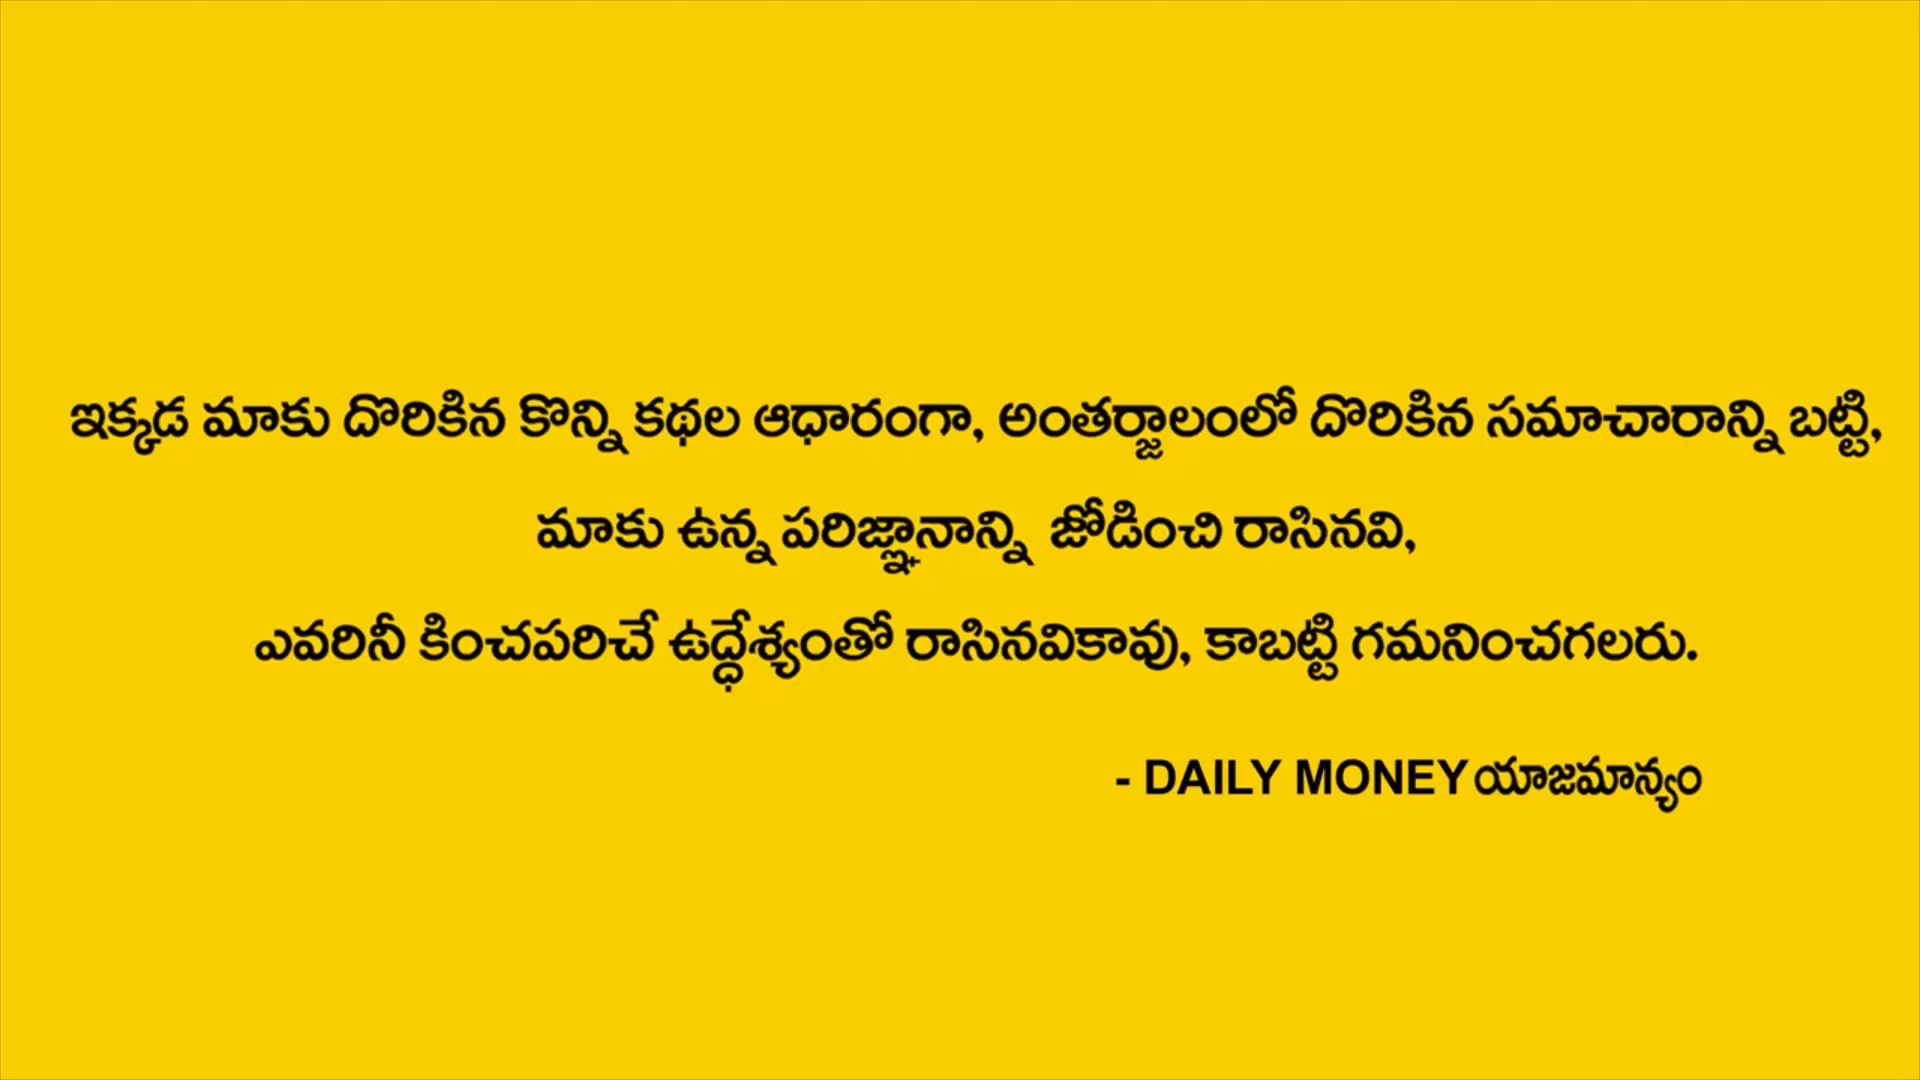 ఇక్కడ మాకు దొరికిన కొన్ని కథల ఆధారంగా, అంతర్జాలంలో దొరికిన సమాచారాన్ని బట్టి,
మాకు ఉన్న పరిజ్ఞానాన్ని జోడించి రాసినవి,
ఎవరినీ కించపరిచే ఉద్ధేశ్యంతో రాసినవికావు, కాబట్టి గమనించగలరు.
- DAILY MONEY యాజమాన్యం